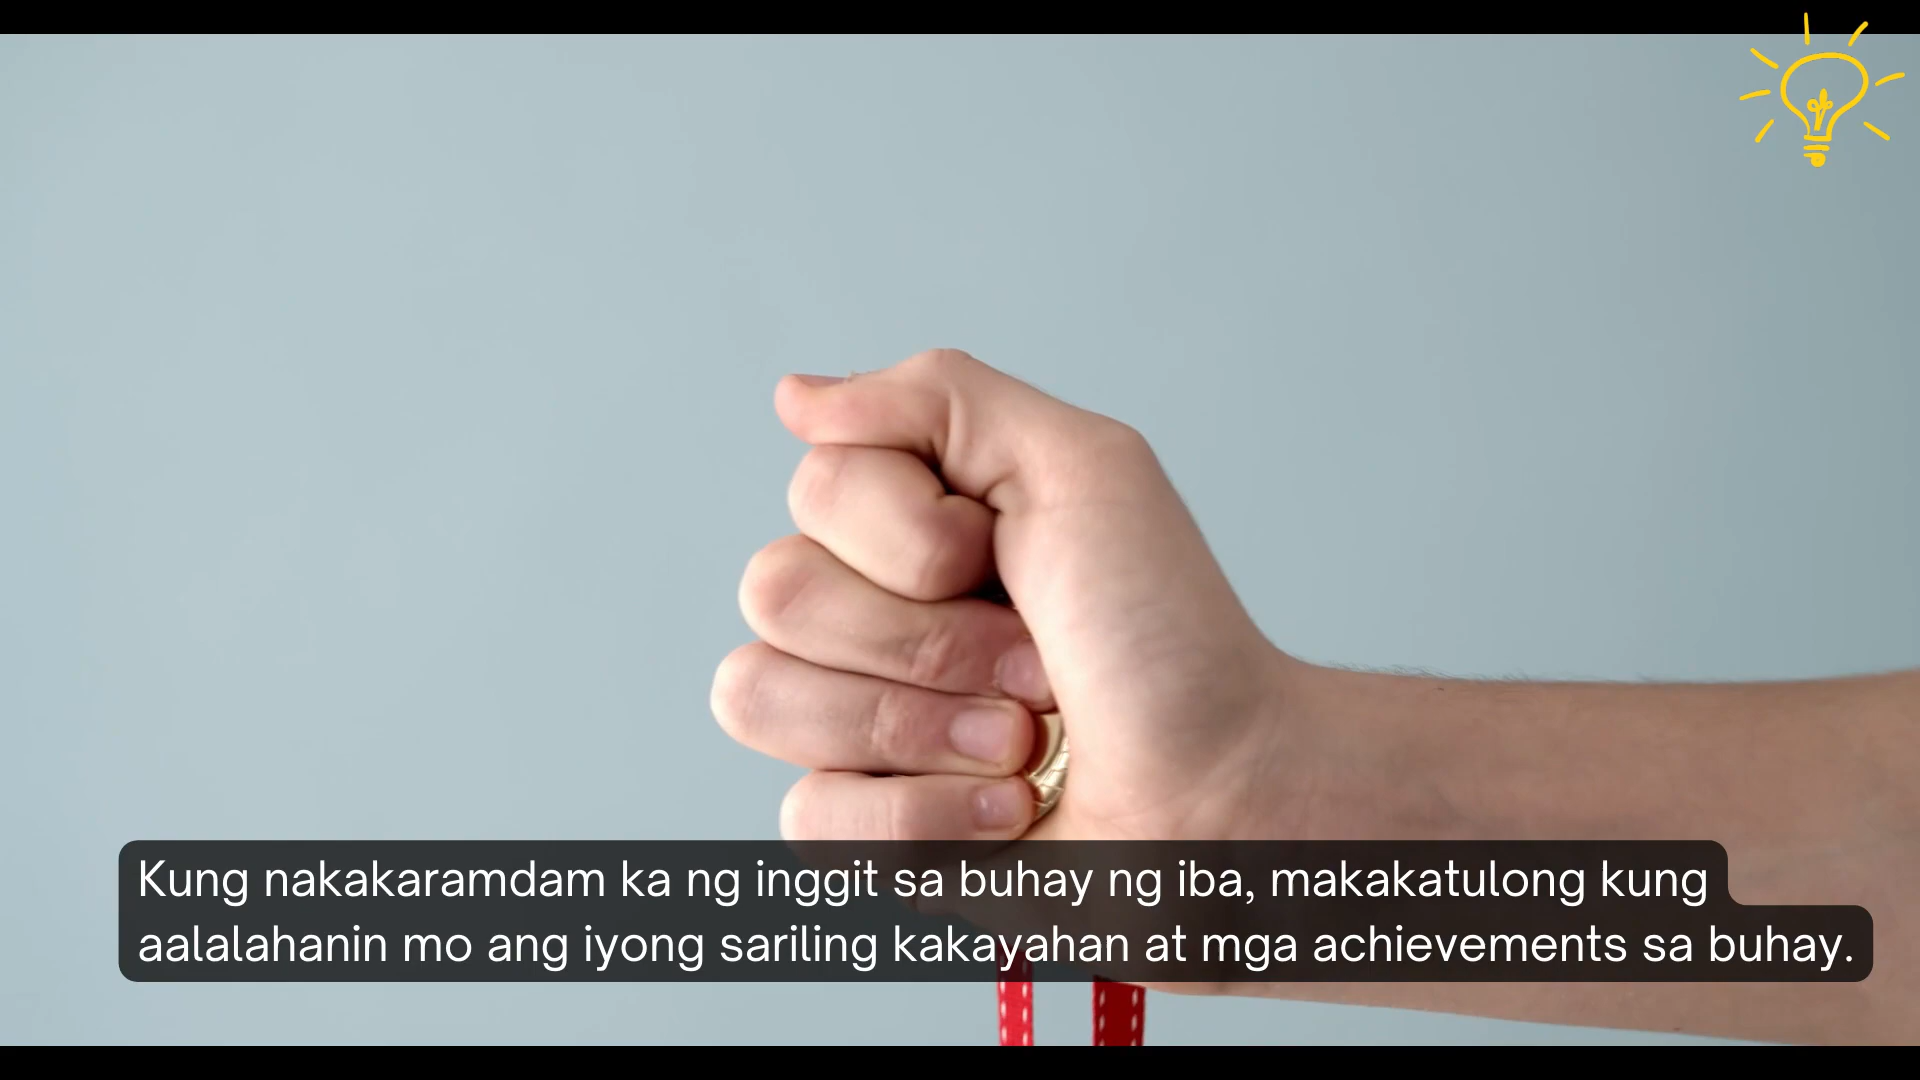 Kung nakakaramdam ka ng inggit sa buhay ng iba, makakatulong kung
aalalahanin mo ang iyong sariling kakayahan at mga achievements sa buhay.